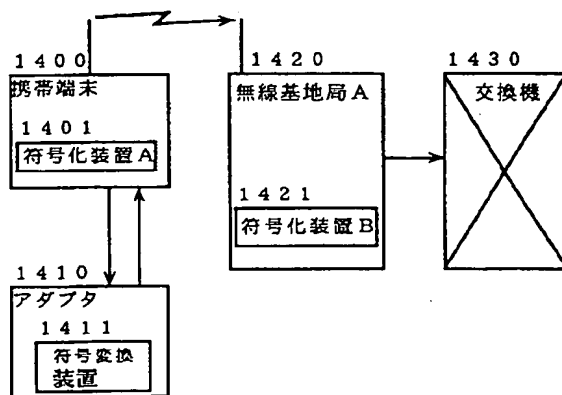 1400
携帯端末
1401
符号化装置A
1410
アダプタ
1411
符号変換
装置
1420
無線基地局A
1421
符号化装置B
1430
交換機